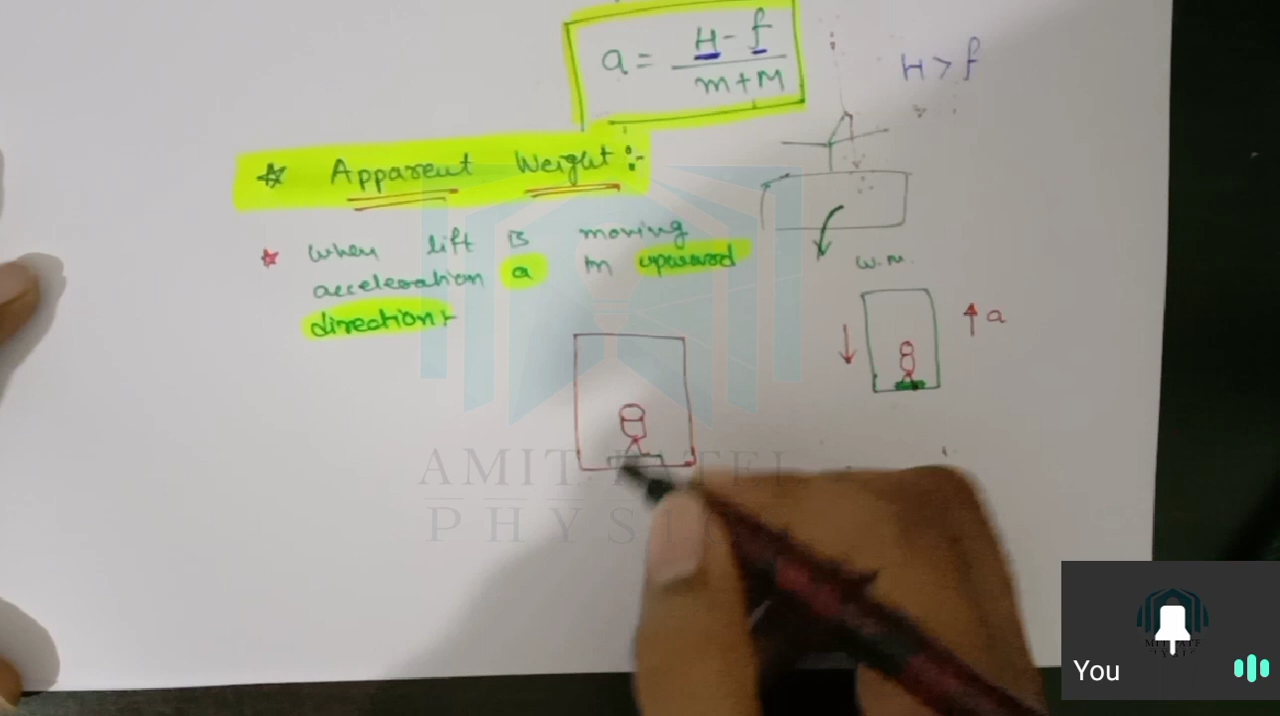 a = H - f
m + M
H > f
☆ Apparent Weight :-
☆ When lift is moving
acceleration a in upward
direction :-
W.M.
↑ a
AMIT PATEL
PHYSICS
You